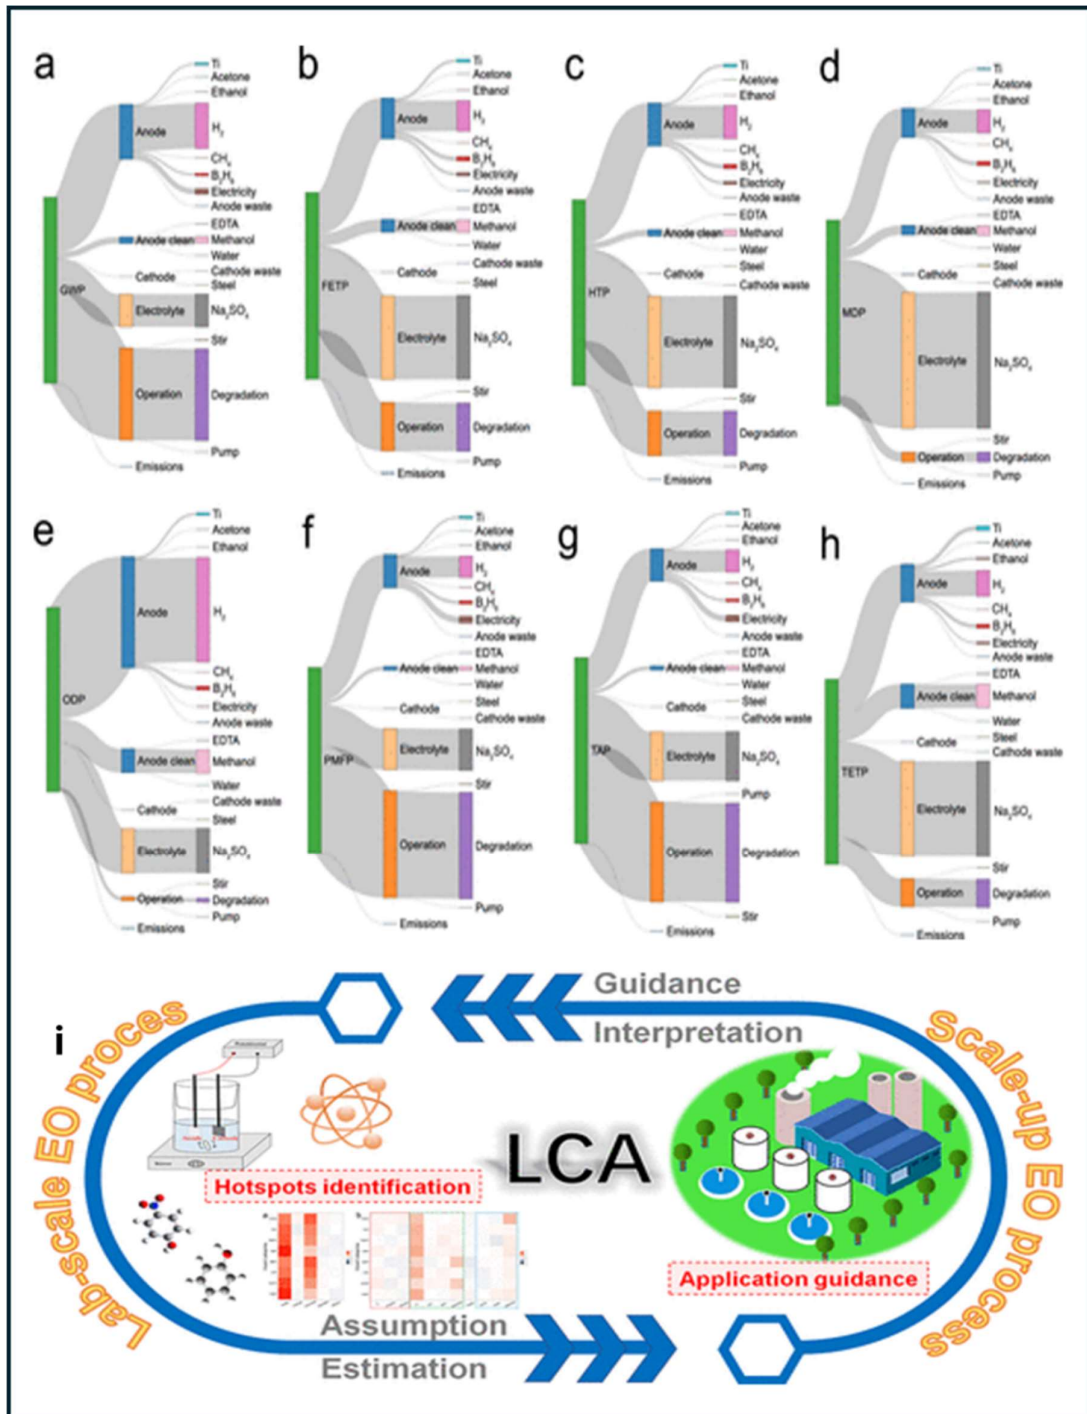 a
Ti
Acetone
Ethanol
Anode
H2
CHx
B2H6
Electricity
Anode waste
EDTA
Anode clean
Methanol
Water
Cathode
Cathode waste
Steel
GWP
Electrolyte
Na2SO4
Stir
Operation
Degradation
Pump
Emissions
b
Ti
Acetone
Ethanol
Anode
H2
CHx
B2H6
Electricity
Anode waste
EDTA
Anode clean
Methanol
Water
Cathode
Cathode waste
Steel
FETP
Electrolyte
Na2SO4
Stir
Operation
Degradation
Pump
Emissions
c
Ti
Acetone
Ethanol
Anode
H2
CHx
B2H6
Electricity
Anode waste
EDTA
Anode clean
Methanol
Water
Cathode
Steel
Cathode waste
HTP
Electrolyte
Na2SO4
Stir
Operation
Degradation
Pump
Emissions
d
Ti
Acetone
Ethanol
Anode
H2
CHx
B2H6
Electricity
Anode waste
EDTA
Anode clean
Methanol
Water
Steel
Cathode
Cathode waste
MDP
Electrolyte
Na2SO4
Stir
Operation
Degradation
Pump
Emissions
e
Ti
Acetone
Ethanol
Anode
H2
CHx
B2H6
Electricity
Anode waste
ODP
EDTA
Anode clean
Methanol
Water
Cathode waste
Cathode
Steel
Electrolyte
Na2SO4
Stir
Operation
Degradation
Pump
Emissions
f
Ti
Acetone
Ethanol
Anode
H2
CHx
B2H6
Electricity
Anode waste
EDTA
Anode clean
Methanol
Water
Steel
Cathode
Cathode waste
PMFP
Electrolyte
Na2SO4
Stir
Operation
Degradation
Pump
Emissions
g
Ti
Acetone
Ethanol
Anode
H2
CHx
B2H6
Electricity
Anode waste
EDTA
Anode clean
Methanol
Water
Steel
Cathode
Cathode waste
TAP
Electrolyte
Na2SO4
Pump
Operation
Degradation
Stir
Emissions
h
Ti
Acetone
Ethanol
Anode
H2
CHx
B2H6
Electricity
Anode waste
EDTA
Anode clean
Methanol
Water
Steel
Cathode
Cathode waste
TETP
Electrolyte
Na2SO4
Stir
Operation
Degradation
Pump
Emissions
i
Lab-scale EO proces
Guidance
Interpretation
Scale-up EO process
LCA
Hotspots identification
Application guidance
Assumption
Estimation